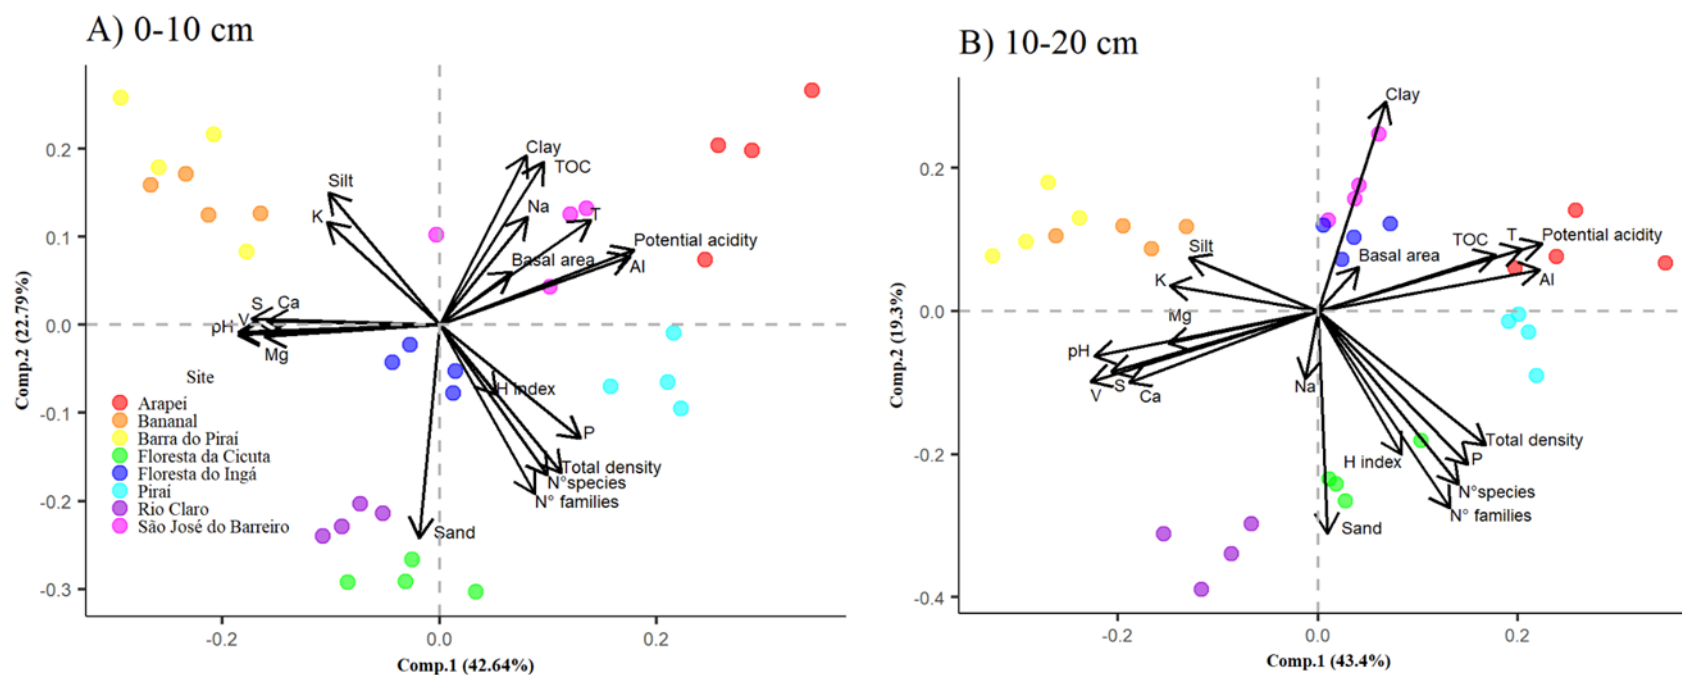 A) 0-10 cm
0.2
0.1
0.0
-0.1
-0.2
-0.3
Comp.2 (22.79%)
-0.2
0.0
0.2
Comp.1 (42.64%)
Clay
TOC
Silt
K
Na
T
Potential acidity
Al
Basal area
S
Ca
V
pH
Mg
H index
P
Total density
N°species
N° families
Sand
Site
Arapeí
Bananal
Barra do Piraí
Floresta da Cicuta
Floresta do Ingá
Piraí
Rio Claro
São José do Barreiro
B) 10-20 cm
0.2
0.0
-0.2
-0.4
Comp.2 (19.3%)
-0.2
0.0
0.2
Comp.1 (43.4%)
Clay
TOC
T
Potential acidity
Silt
Basal area
Al
K
Mg
pH
V
S
Ca
Na
Total density
H index
P
N°species
N° families
Sand